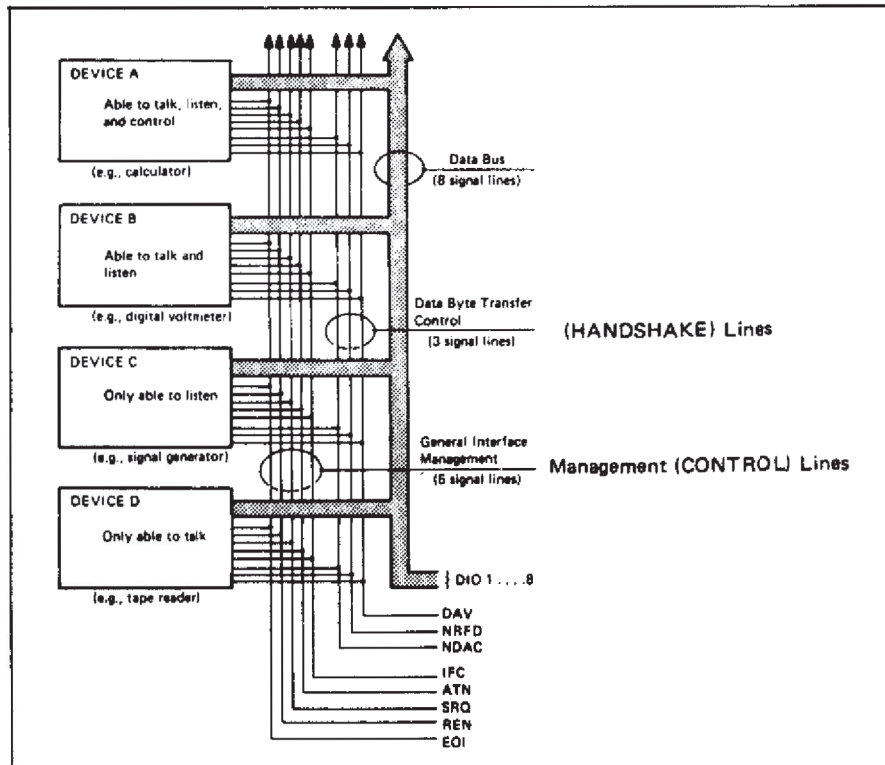 DEVICE A
Able to talk, listen,
and control
(e.g., calculator)
Data Bus
(8 signal lines)
DEVICE B
Able to talk and
listen
(e.g., digital voltmeter)
Data Byte Transfer
Control
(3 signal lines)
(HANDSHAKE) Lines
DEVICE C
Only able to listen
(e.g., signal generator)
General Interface
Management
(5 signal lines)
Management (CONTROL) Lines
DEVICE D
Only able to talk
(e.g., tape reader)
} DIO 1 . . . . 8
DAV
NRFD
NDAC
IFC
ATN
SRQ
REN
EOI